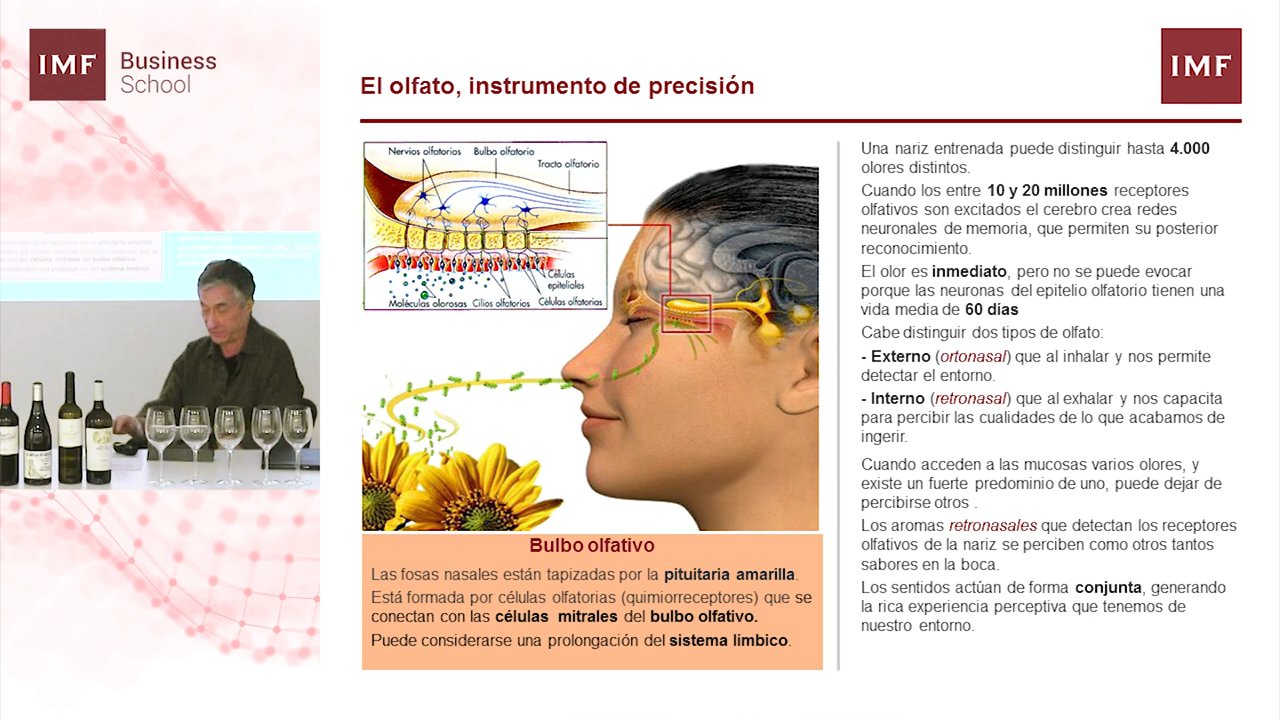 IMF
Business
School
IMF
El olfato, instrumento de precisión
Nervios olfatorios
Bulbo olfatorio
Tracto olfatorio
Células
epiteliales
Moléculas olorosas
Cilios olfatorios
Células olfatorias
Bulbo olfativo
Las fosas nasales están tapizadas por la pituitaria amarilla.
Está formada por células olfatorias (quimiorreceptores) que se
conectan con las células mitrales del bulbo olfativo.
Puede considerarse una prolongación del sistema límbico.
Una nariz entrenada puede distinguir hasta 4.000
olores distintos.
Cuando los entre 10 y 20 millones receptores
olfativos son excitados el cerebro crea redes
neuronales de memoria, que permiten su posterior
reconocimiento.
El olor es inmediato, pero no se puede evocar
porque las neuronas del epitelio olfatorio tienen una
vida media de 60 días
Cabe distinguir dos tipos de olfato:
- Externo (ortonasal) que al inhalar y nos permite
detectar el entorno.
- Interno (retronasal) que al exhalar y nos capacita
para percibir las cualidades de lo que acabamos de
ingerir.
Cuando acceden a las mucosas varios olores, y
existe un fuerte predominio de uno, puede dejar de
percibirse otros .
Los aromas retronasales que detectan los receptores
olfativos de la nariz se perciben como otros tantos
sabores en la boca.
Los sentidos actúan de forma conjunta, generando
la rica experiencia perceptiva que tenemos de
nuestro entorno.